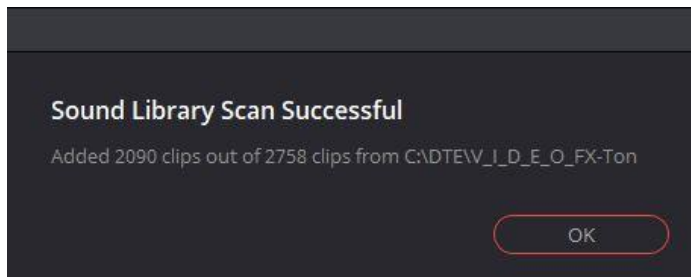 Sound Library Scan Successful
Added 2090 clips out of 2758 clips from C:\DTE\V_I_D_E_O_FX-Ton
OK